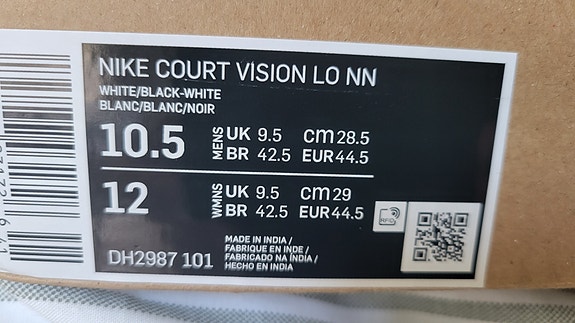 NIKE COURT VISION LO NN
WHITE/BLACK-WHITE
BLANC/BLANC/NOIR
10.5 MENS UK 9.5 CM 28.5
BR 42.5 EUR 44.5
12 WMNS UK 9.5 CM 29
BR 42.5 EUR 44.5
RFID
DH2987 101
MADE IN INDIA /
FABRIQUE EN INDE /
FABRICADO NA ÍNDIA /
HECHO EN INDIA